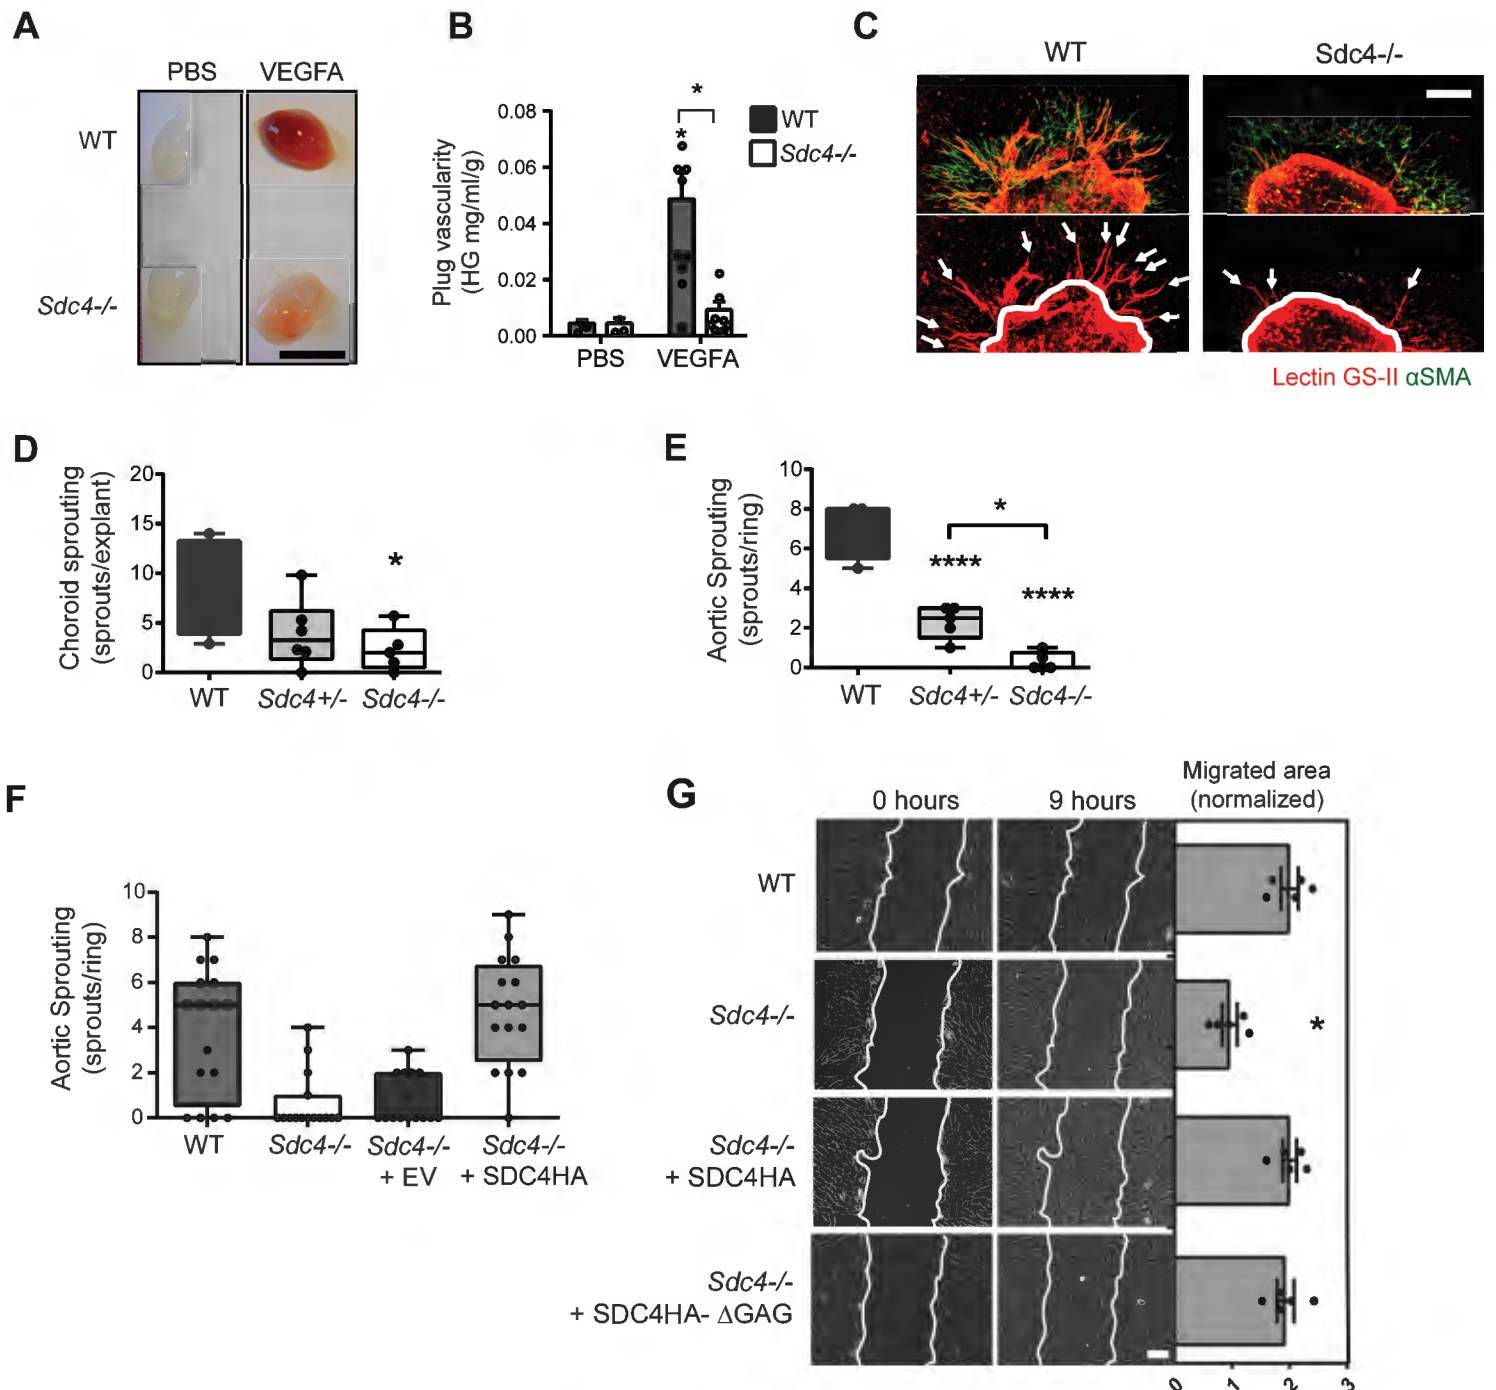 A
PBS VEGFA
WT
Sdc4-/-
B
Plug vascularity
(HG mg/ml/g)
0.08
0.06
0.04
0.02
0.00
*
*
PBS VEGFA
WT
Sdc4-/-
C
WT Sdc4-/-
Lectin GS-II αSMA
D
Choroid sprouting
(sprouts/explant)
20
15
10
5
0
*
WT Sdc4+/- Sdc4-/-
E
Aortic Sprouting
(sprouts/ring)
10
8
6
4
2
0
*
****
****
WT Sdc4+/- Sdc4-/-
F
Aortic Sprouting
(sprouts/ring)
10
8
6
4
2
0
WT Sdc4-/- Sdc4-/- Sdc4-/-
+ EV + SDC4HA
G
0 hours 9 hours
Migrated area
(normalized)
WT
Sdc4-/-
*
Sdc4-/-
+ SDC4HA
Sdc4-/-
+ SDC4HA- ΔGAG
0 1 2 3